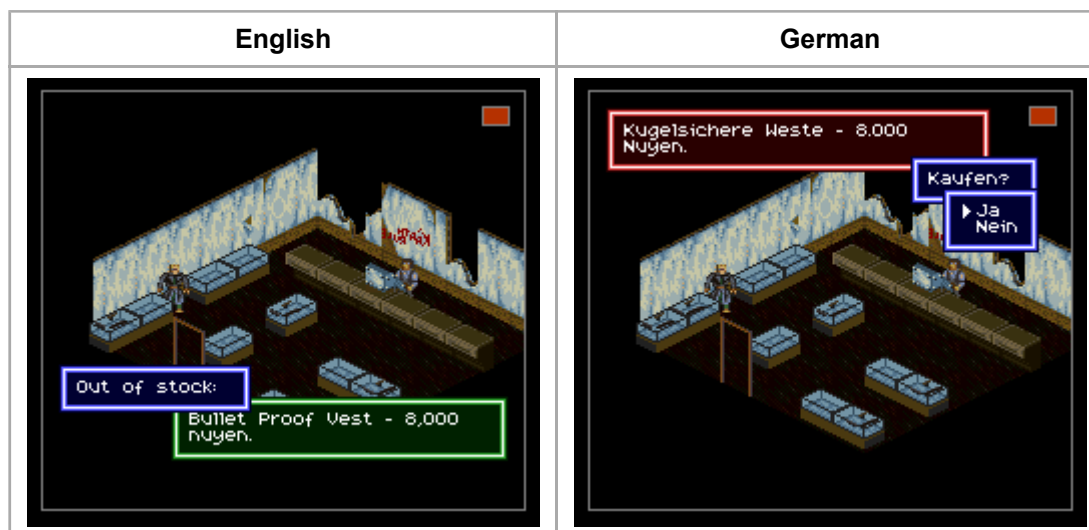 English
German
Out of stock:
Bullet Proof Vest - 8,000
nuyen.
Kugelsichere Weste - 8.000
Nuyen.
Kaufen?
Ja
Nein